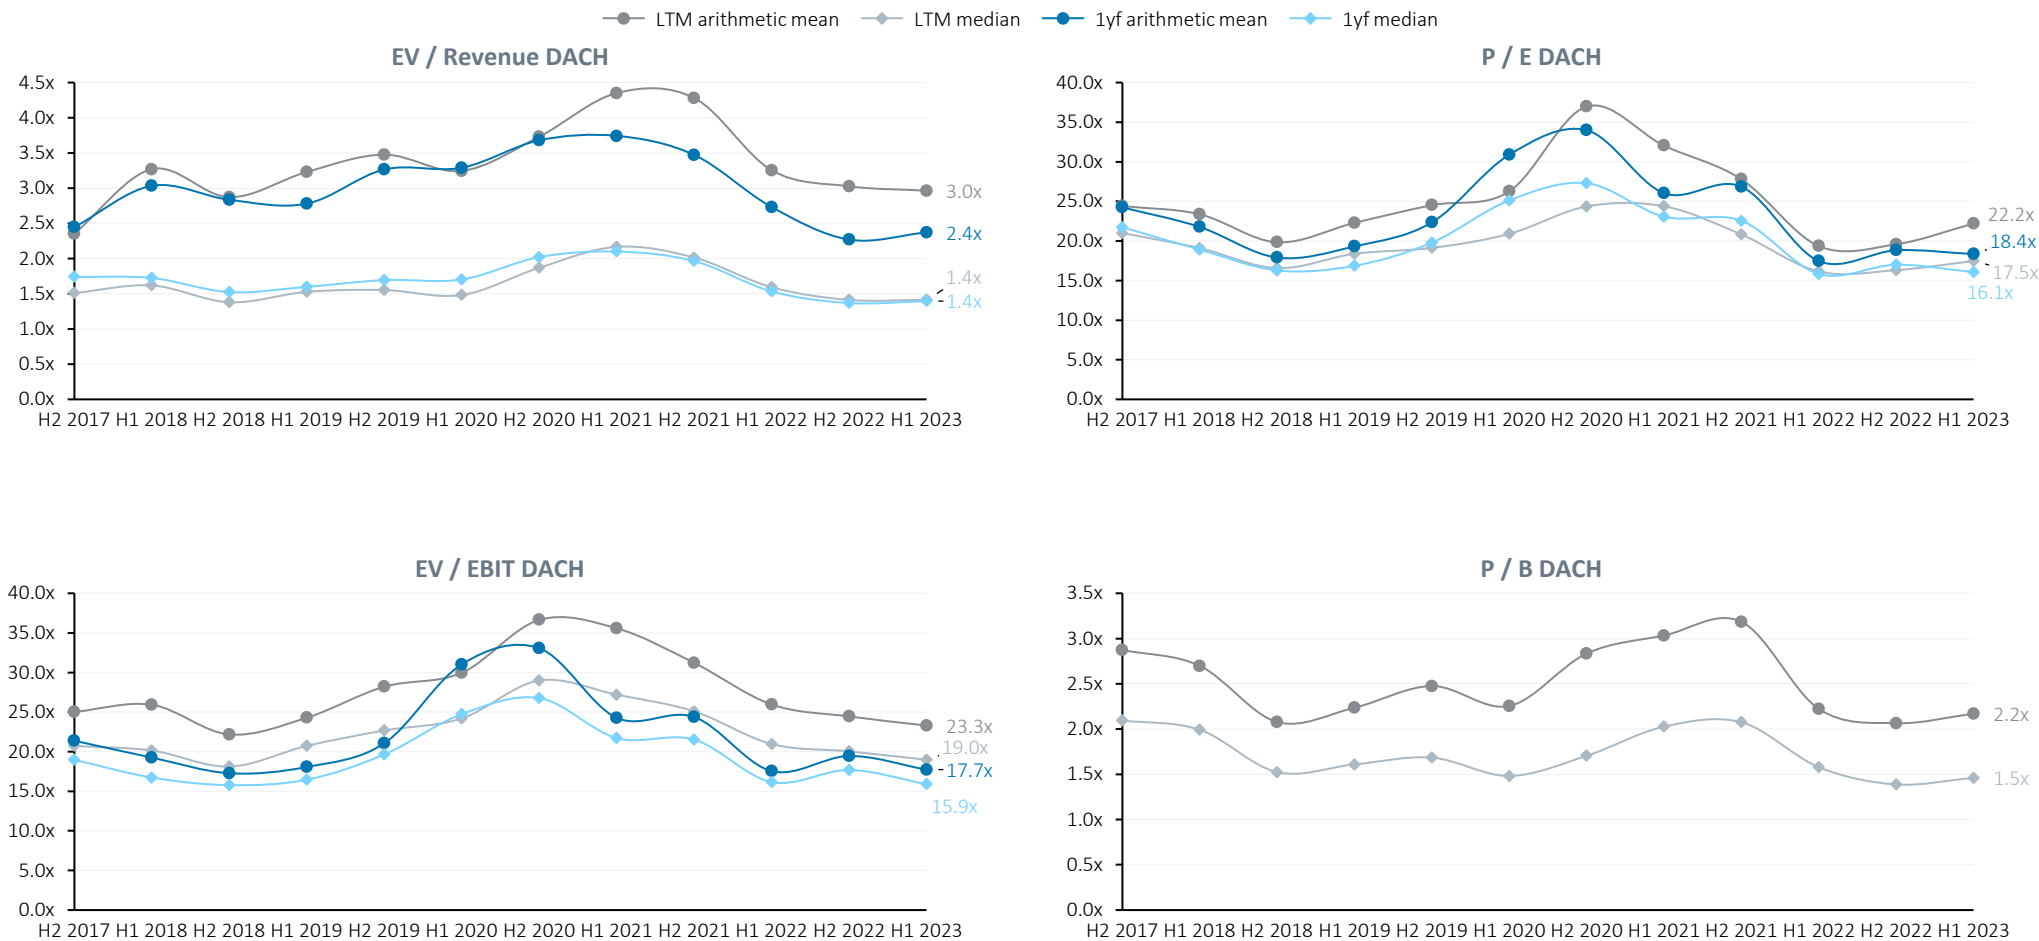 LTM arithmetic mean LTM median 1yf arithmetic mean 1yf median
EV / Revenue DACH
4.5x
4.0x
3.5x
3.0x
2.5x
2.0x
1.5x
1.0x
0.5x
0.0x
3.0x
2.4x
1.4x
1.4x
H2 2017 H1 2018 H2 2018 H1 2019 H2 2019 H1 2020 H2 2020 H1 2021 H2 2021 H1 2022 H2 2022 H1 2023
P / E DACH
40.0x
35.0x
30.0x
25.0x
20.0x
15.0x
10.0x
5.0x
0.0x
22.2x
18.4x
17.5x
16.1x
H2 2017 H1 2018 H2 2018 H1 2019 H2 2019 H1 2020 H2 2020 H1 2021 H2 2021 H1 2022 H2 2022 H1 2023
EV / EBIT DACH
40.0x
35.0x
30.0x
25.0x
20.0x
15.0x
10.0x
5.0x
0.0x
23.3x
19.0x
17.7x
15.9x
H2 2017 H1 2018 H2 2018 H1 2019 H2 2019 H1 2020 H2 2020 H1 2021 H2 2021 H1 2022 H2 2022 H1 2023
P / B DACH
3.5x
3.0x
2.5x
2.0x
1.5x
1.0x
0.5x
0.0x
2.2x
1.5x
H2 2017 H1 2018 H2 2018 H1 2019 H2 2019 H1 2020 H2 2020 H1 2021 H2 2021 H1 2022 H2 2022 H1 2023